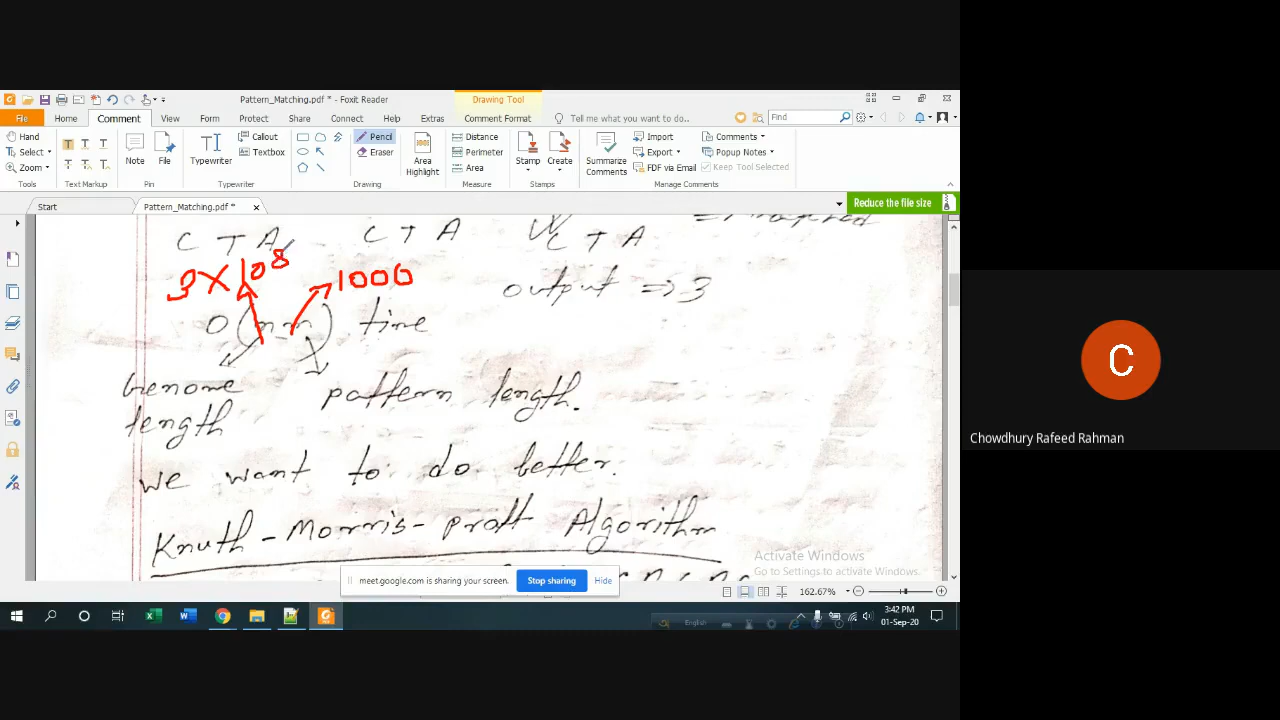 Pattern_Matching.pdf * - Foxit Reader
Drawing Tool
File Home Comment View Form Protect Share Connect Help Extras Comment Format Tell me what you want to do.. Find
Hand
Select
Zoom
Tools
Text Markup
Note
File
Pin
Typewriter
Callout
Textbox
Typewriter
Pencil
Eraser
Drawing
Area Highlight
Distance
Perimeter
Area
Measure
Stamp
Create
Stamps
Summarize Comments
Import
Export
FDF via Email
Comments
Popup Notes
Keep Tool Selected
Manage Comments
Start
Pattern_Matching.pdf *
Reduce the file size
C T A C T A C T A
3 X 108 1000
output => 3
O(nm) time
Genome pattern length.
length
we want to do better.
Knuth-Morris-pratt Algorithm
Activate Windows
Go to Settings to activate Windows.
meet.google.com is sharing your screen. Stop sharing Hide
162.67%
English
3:42 PM
01-Sep-20
C
Chowdhury Rafeed Rahman